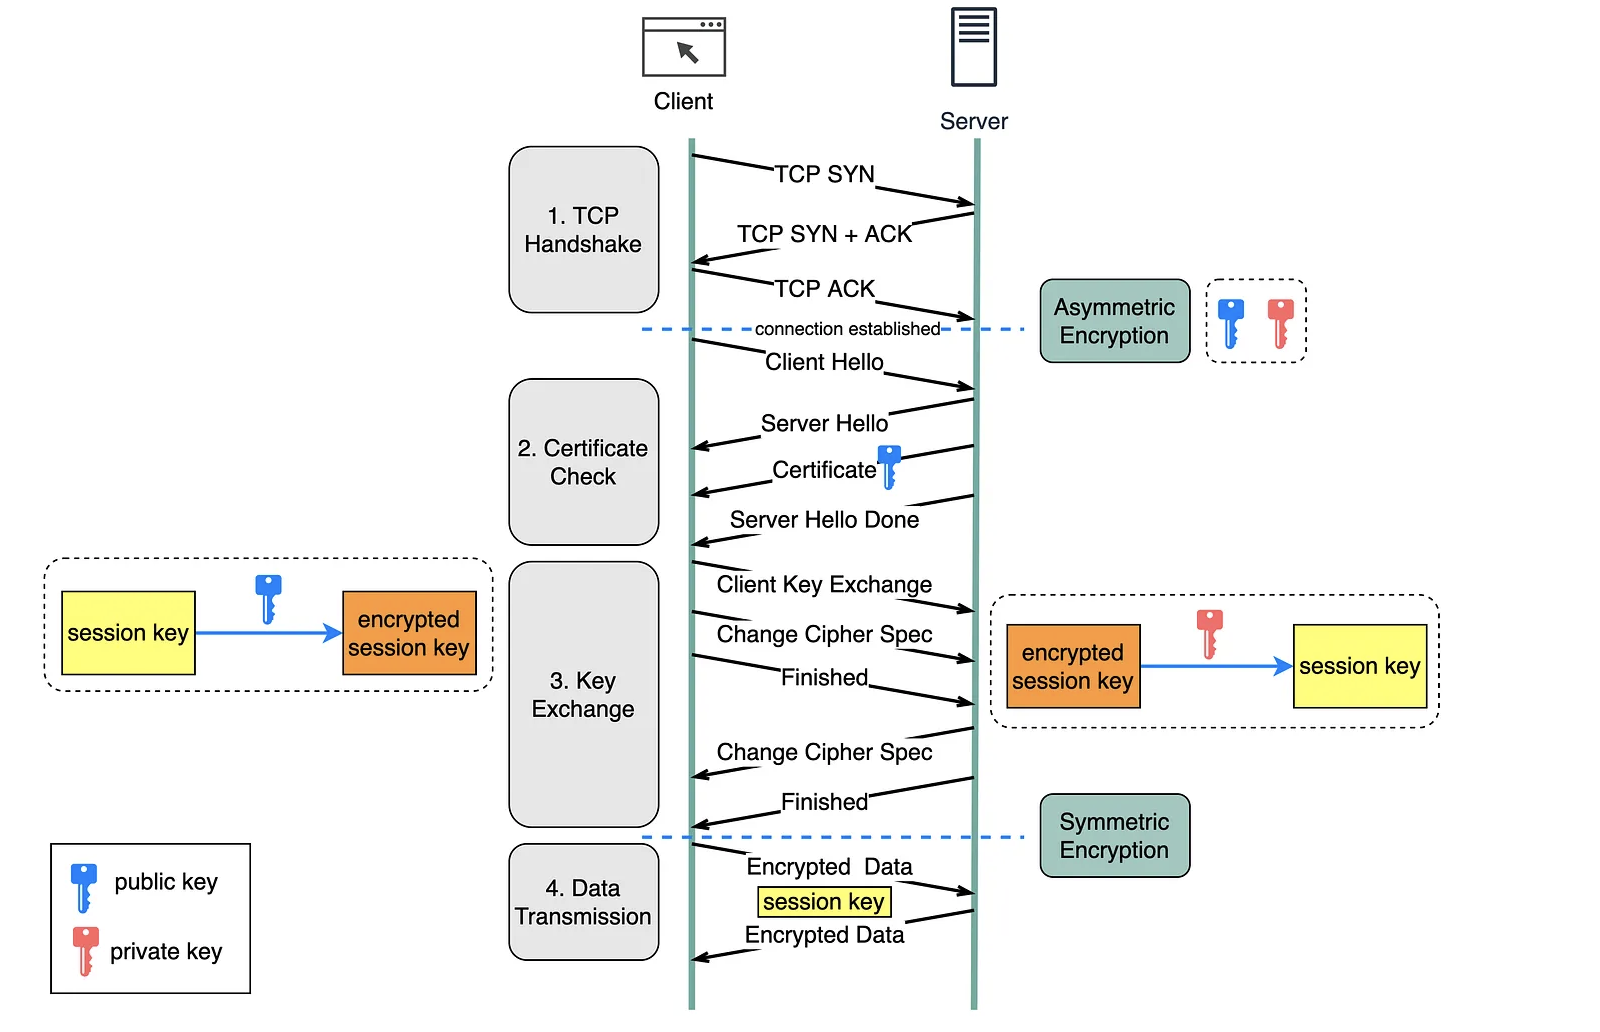 Client
Server
1. TCP
Handshake
TCP SYN
TCP SYN + ACK
TCP ACK
connection established
Asymmetric
Encryption
Client Hello
2. Certificate
Check
Server Hello
Certificate
Server Hello Done
session key
encrypted
session key
3. Key
Exchange
Client Key Exchange
Change Cipher Spec
Finished
encrypted
session key
session key
Change Cipher Spec
Finished
Symmetric
Encryption
4. Data
Transmission
Encrypted Data
session key
Encrypted Data
public key
private key